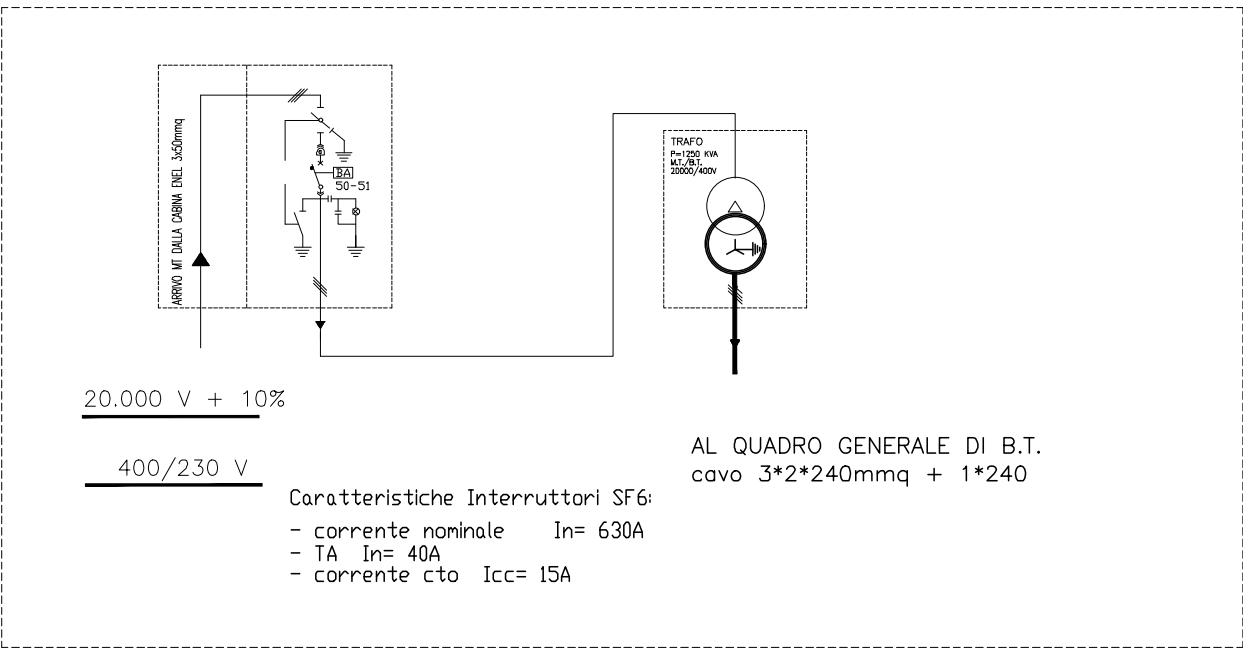 ARRIVO MT DALLA CABINA ENEL 3x50mmq
BA
50-51
TRAFO
P=1250 KVA
M.T./B.T.
20000/400V
20.000 V + 10%
400/230 V
AL QUADRO GENERALE DI B.T.
cavo 3*2*240mmq + 1*240
Caratteristiche Interruttori SF6:
- corrente nominale In= 630A
- TA In= 40A
- corrente cto Icc= 15A